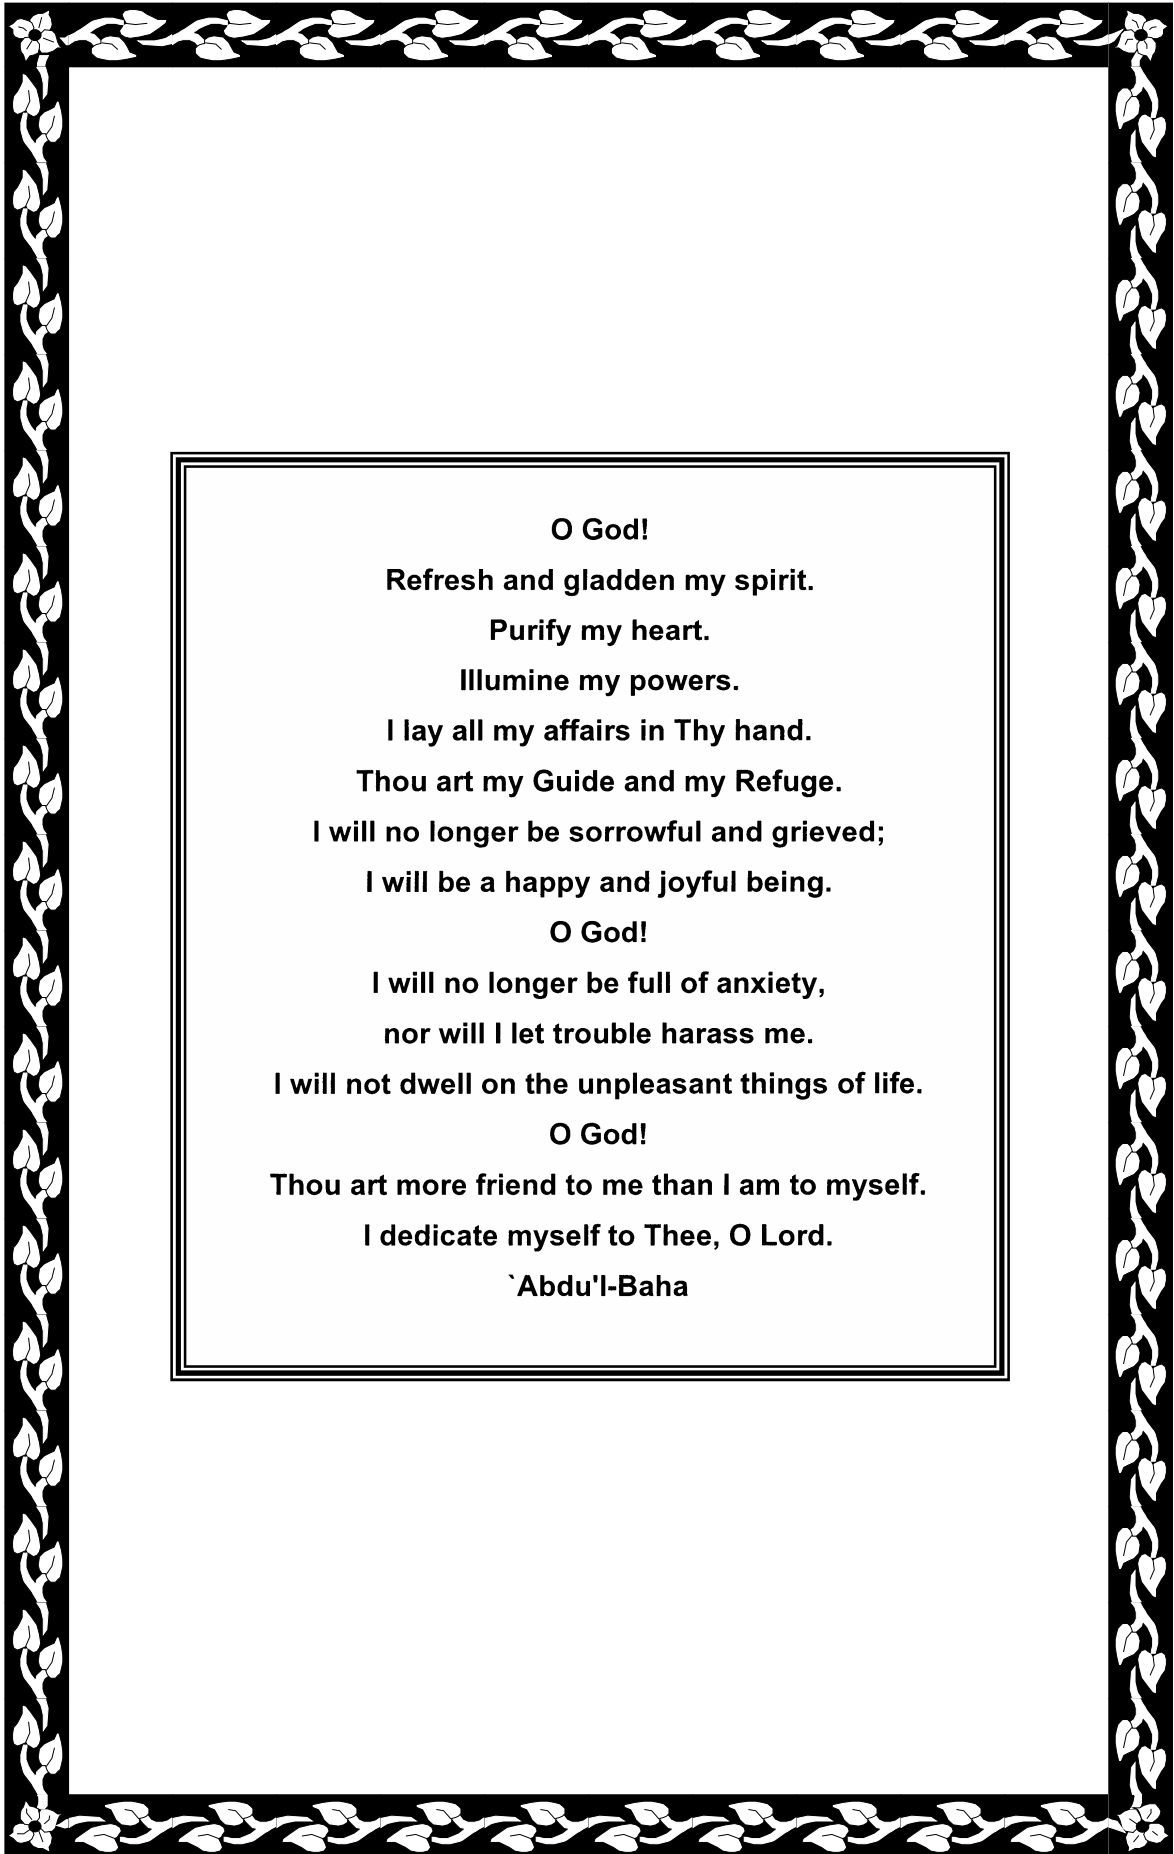 O God!
Refresh and gladden my spirit.
Purify my heart.
Illumine my powers.
I lay all my affairs in Thy hand.
Thou art my Guide and my Refuge.
I will no longer be sorrowful and grieved;
I will be a happy and joyful being.
O God!
I will no longer be full of anxiety,
nor will I let trouble harass me.
I will not dwell on the unpleasant things of life.
O God!
Thou art more friend to me than I am to myself.
I dedicate myself to Thee, O Lord.
`Abdu'l-Baha